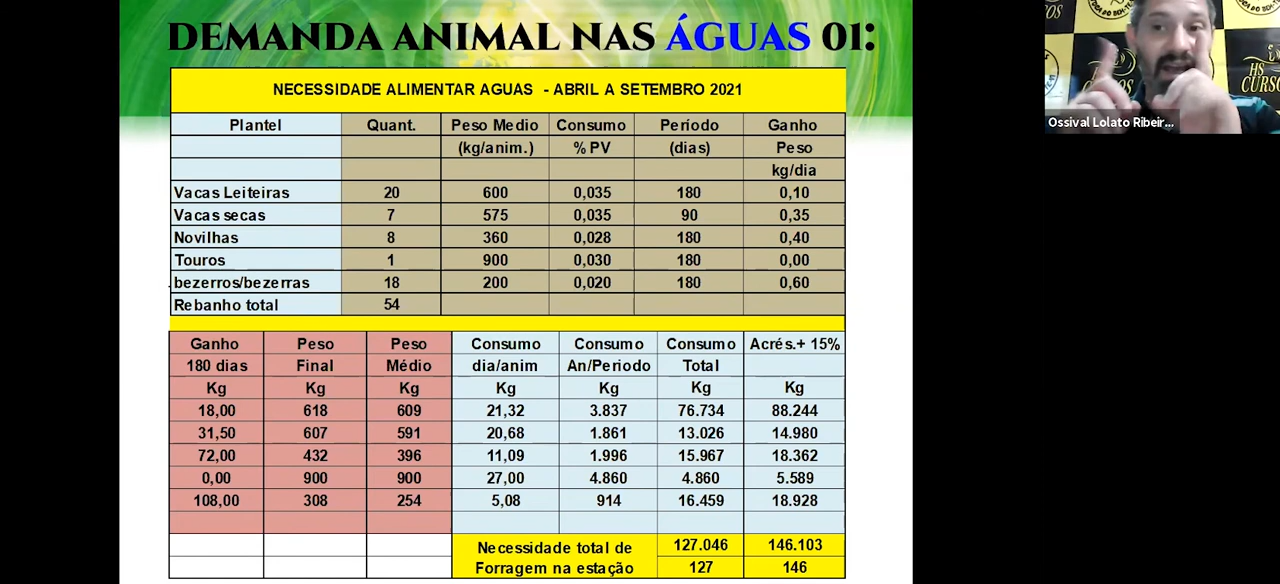 DEMANDA ANIMAL NAS ÁGUAS 01:
NECESSIDADE ALIMENTAR AGUAS - ABRIL A SETEMBRO 2021
Plantel Quant. Peso Medio Consumo Período Ganho
(kg/anim.) % PV (dias) Peso
kg/dia
Vacas Leiteiras 20 600 0,035 180 0,10
Vacas secas 7 575 0,035 90 0,35
Novilhas 8 360 0,028 180 0,40
Touros 1 900 0,030 180 0,00
bezerros/bezerras 18 200 0,020 180 0,60
Rebanho total 54
Ganho Peso Peso Consumo Consumo Consumo Acrés.+ 15%
180 dias Final Médio dia/anim An/Periodo Total
Kg Kg Kg Kg Kg Kg Kg
18,00 618 609 21,32 3.837 76.734 88.244
31,50 607 591 20,68 1.861 13.026 14.980
72,00 432 396 11,09 1.996 15.967 18.362
0,00 900 900 27,00 4.860 4.860 5.589
108,00 308 254 5,08 914 16.459 18.928
Necessidade total de 127.046 146.103
Forragem na estação 127 146
HS
CURSO
Ossival Lolato Ribeir...